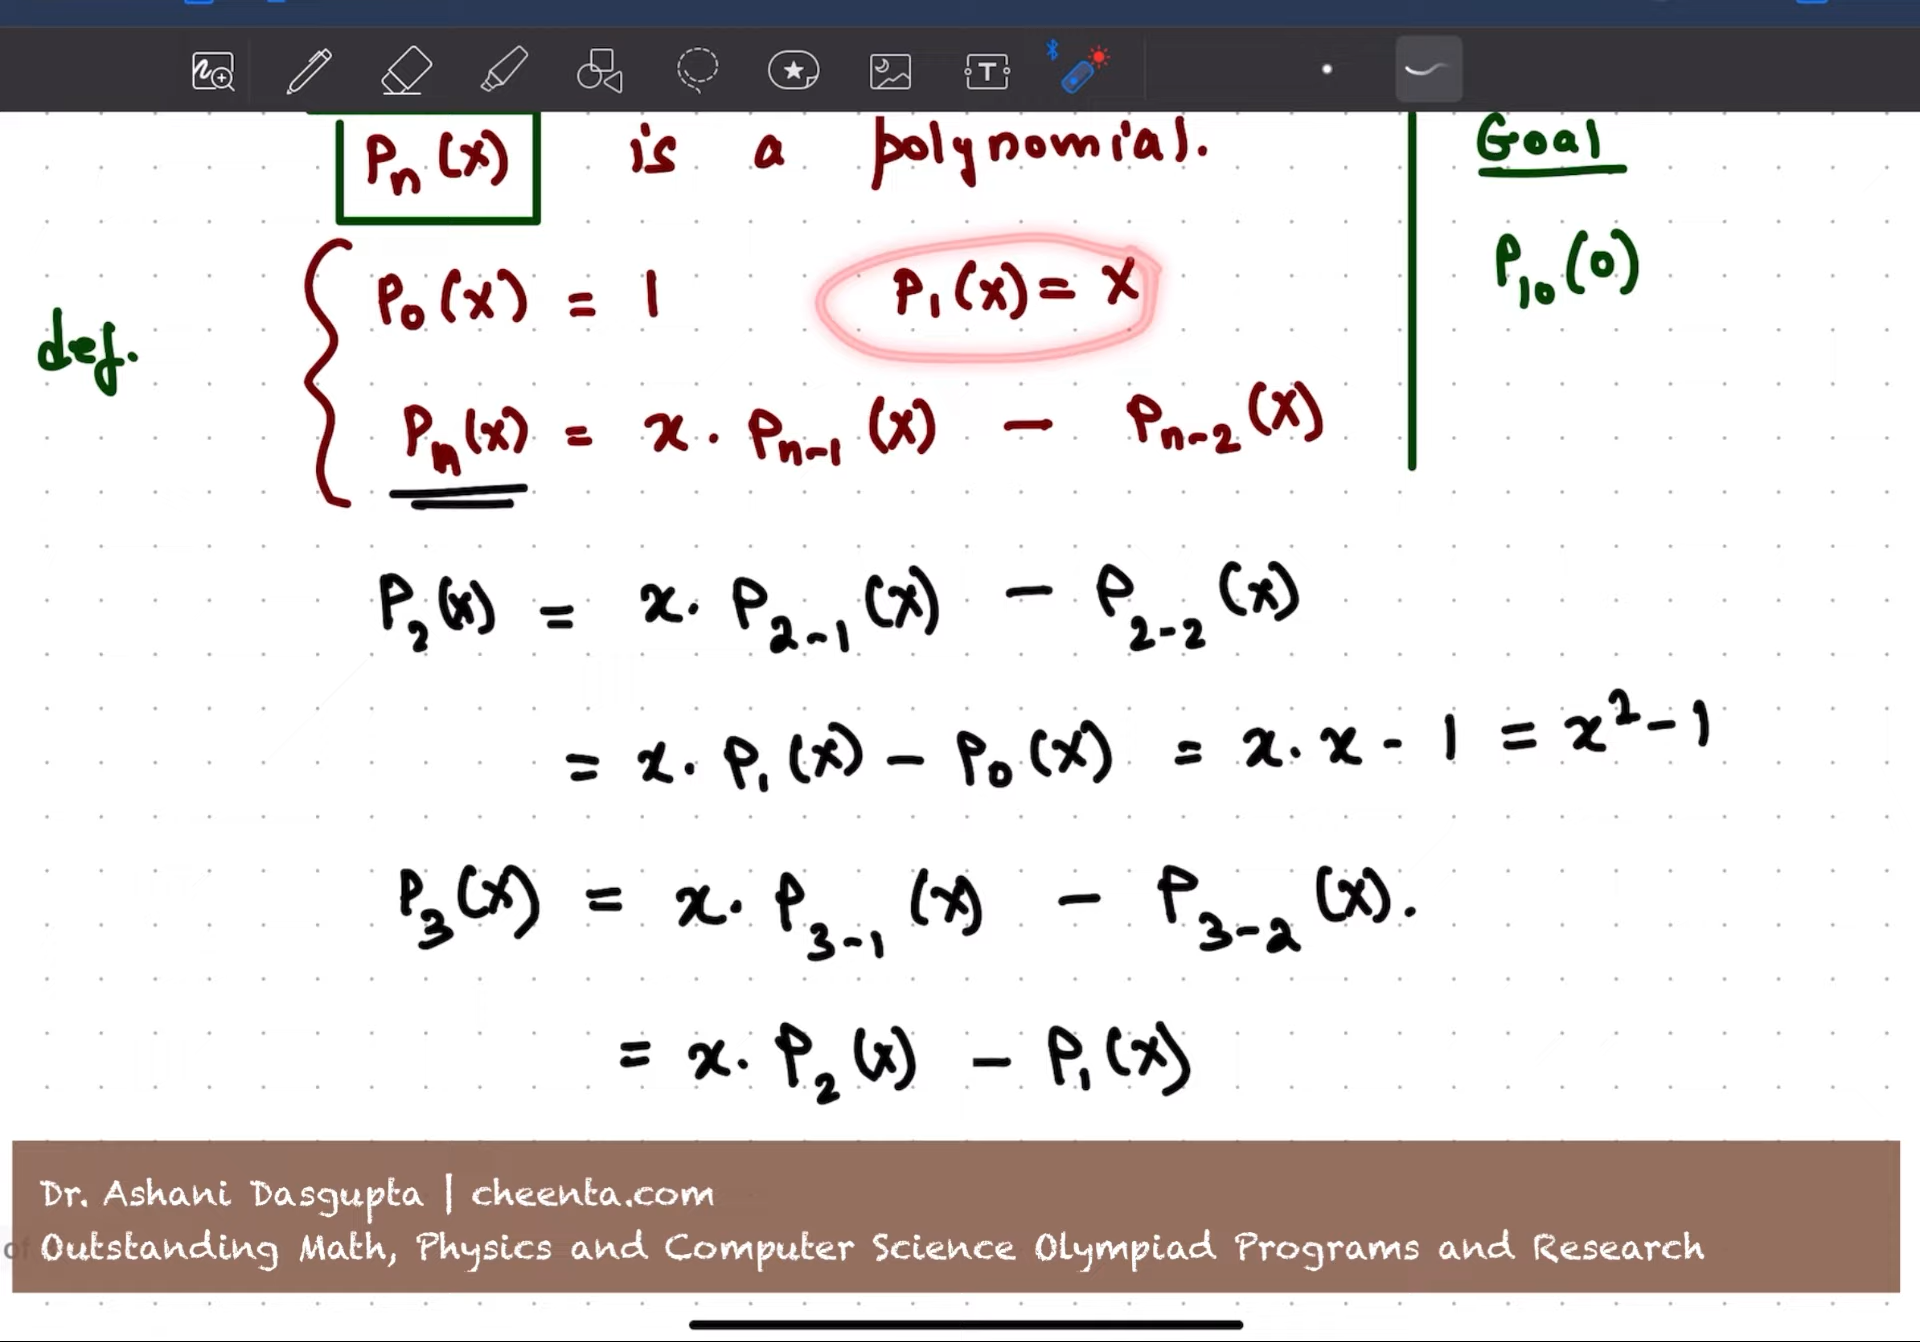 Pₙ(x) is a polynomial.
Goal
P₁₀(0)
def.
P₀(x) = 1 P₁(x) = x
Pₙ(x) = x · Pₙ₋₁(x) − Pₙ₋₂(x)
P₂(x) = x · P₂₋₁(x) − P₂₋₂(x)
= x · P₁(x) − P₀(x) = x · x − 1 = x² − 1
P₃(x) = x · P₃₋₁(x) − P₃₋₂(x).
= x · P₂(x) − P₁(x)
Dr. Ashani Dasgupta | cheenta.com
Outstanding Math, Physics and Computer Science Olympiad Programs and Research